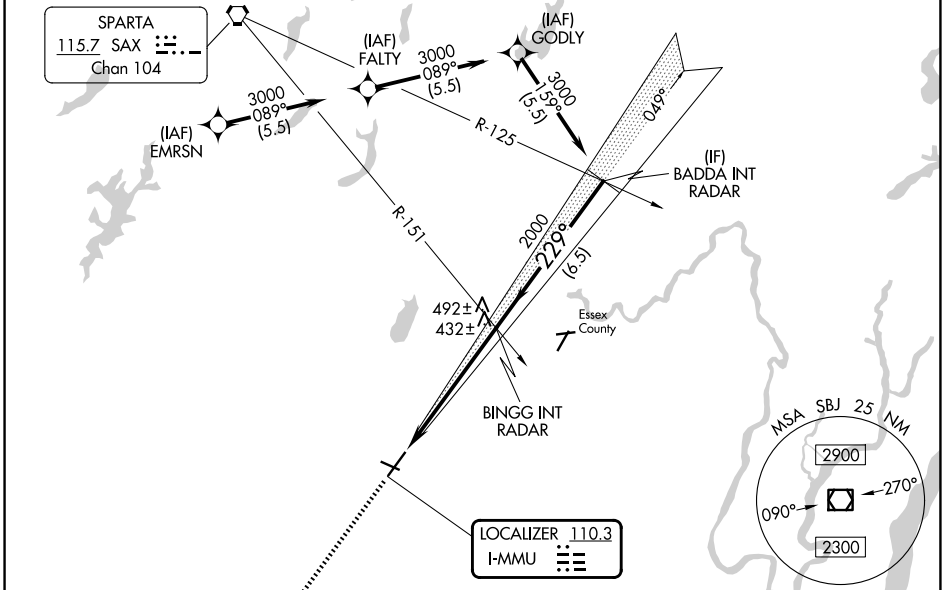 SPARTA
115.7 SAX
Chan 104
(IAF)
FALTY
3000
089°
(5.5)
(IAF)
GODLY
3000
159°
(5.5)
3000
089°
(5.5)
(IAF)
EMRSN
R-125
R-151
049°
(IF)
BADDA INT
RADAR
2000
229°
(6.5)
492±
432±
Essex
County
BINGG INT
RADAR
LOCALIZER 110.3
I-MMU
MSA SBJ 25 NM
2900
270°
090°
2300